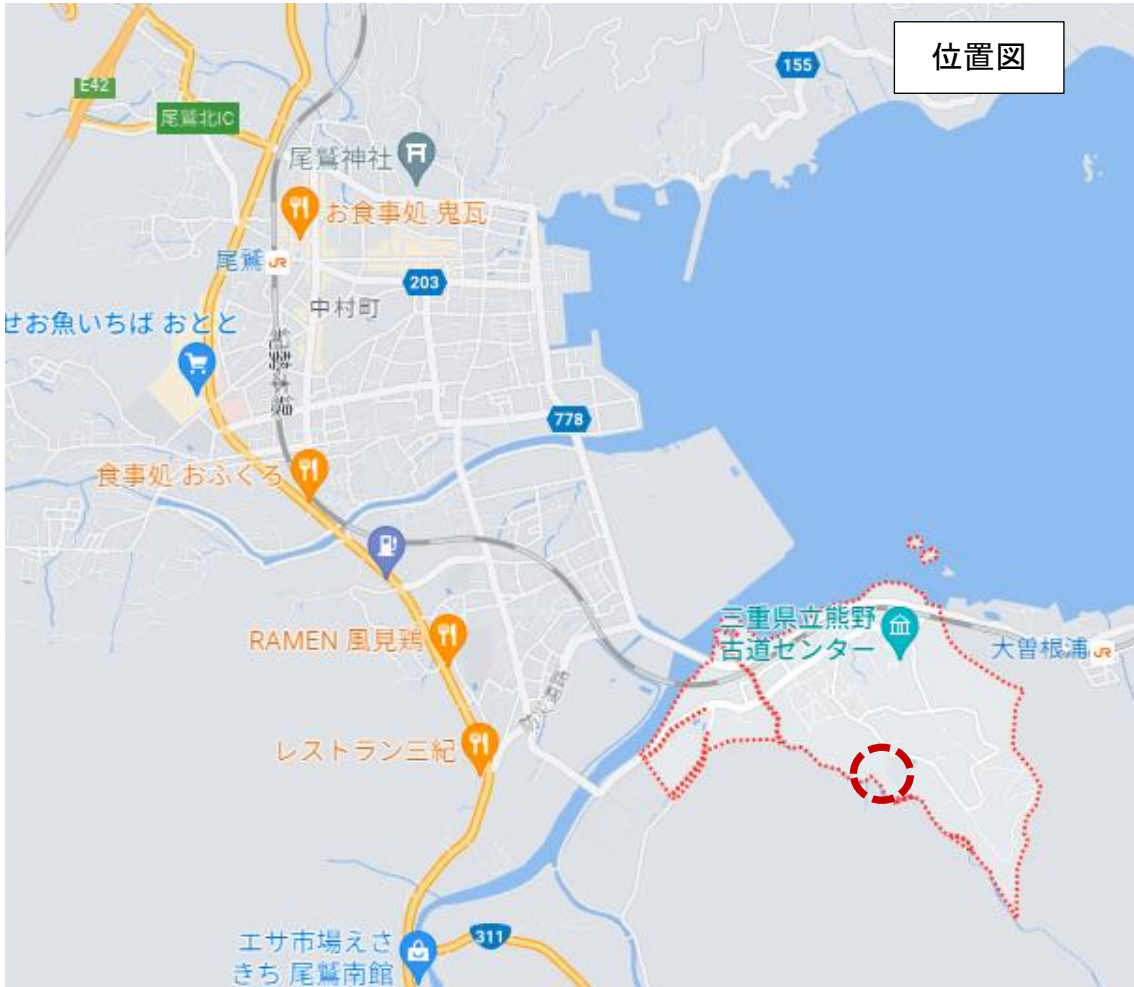 位置図
155
E42
尾鷲北IC
尾鷲神社
お食事処 鬼瓦
尾鷲
JR
203
中村町
せお魚いちば おとと
778
食事処 おふくろ
三重県立熊野
古道センター
RAMEN 風見鶏
大曽根浦
JR
レストラン三紀
エサ市場えさ
きち 尾鷲南館
311